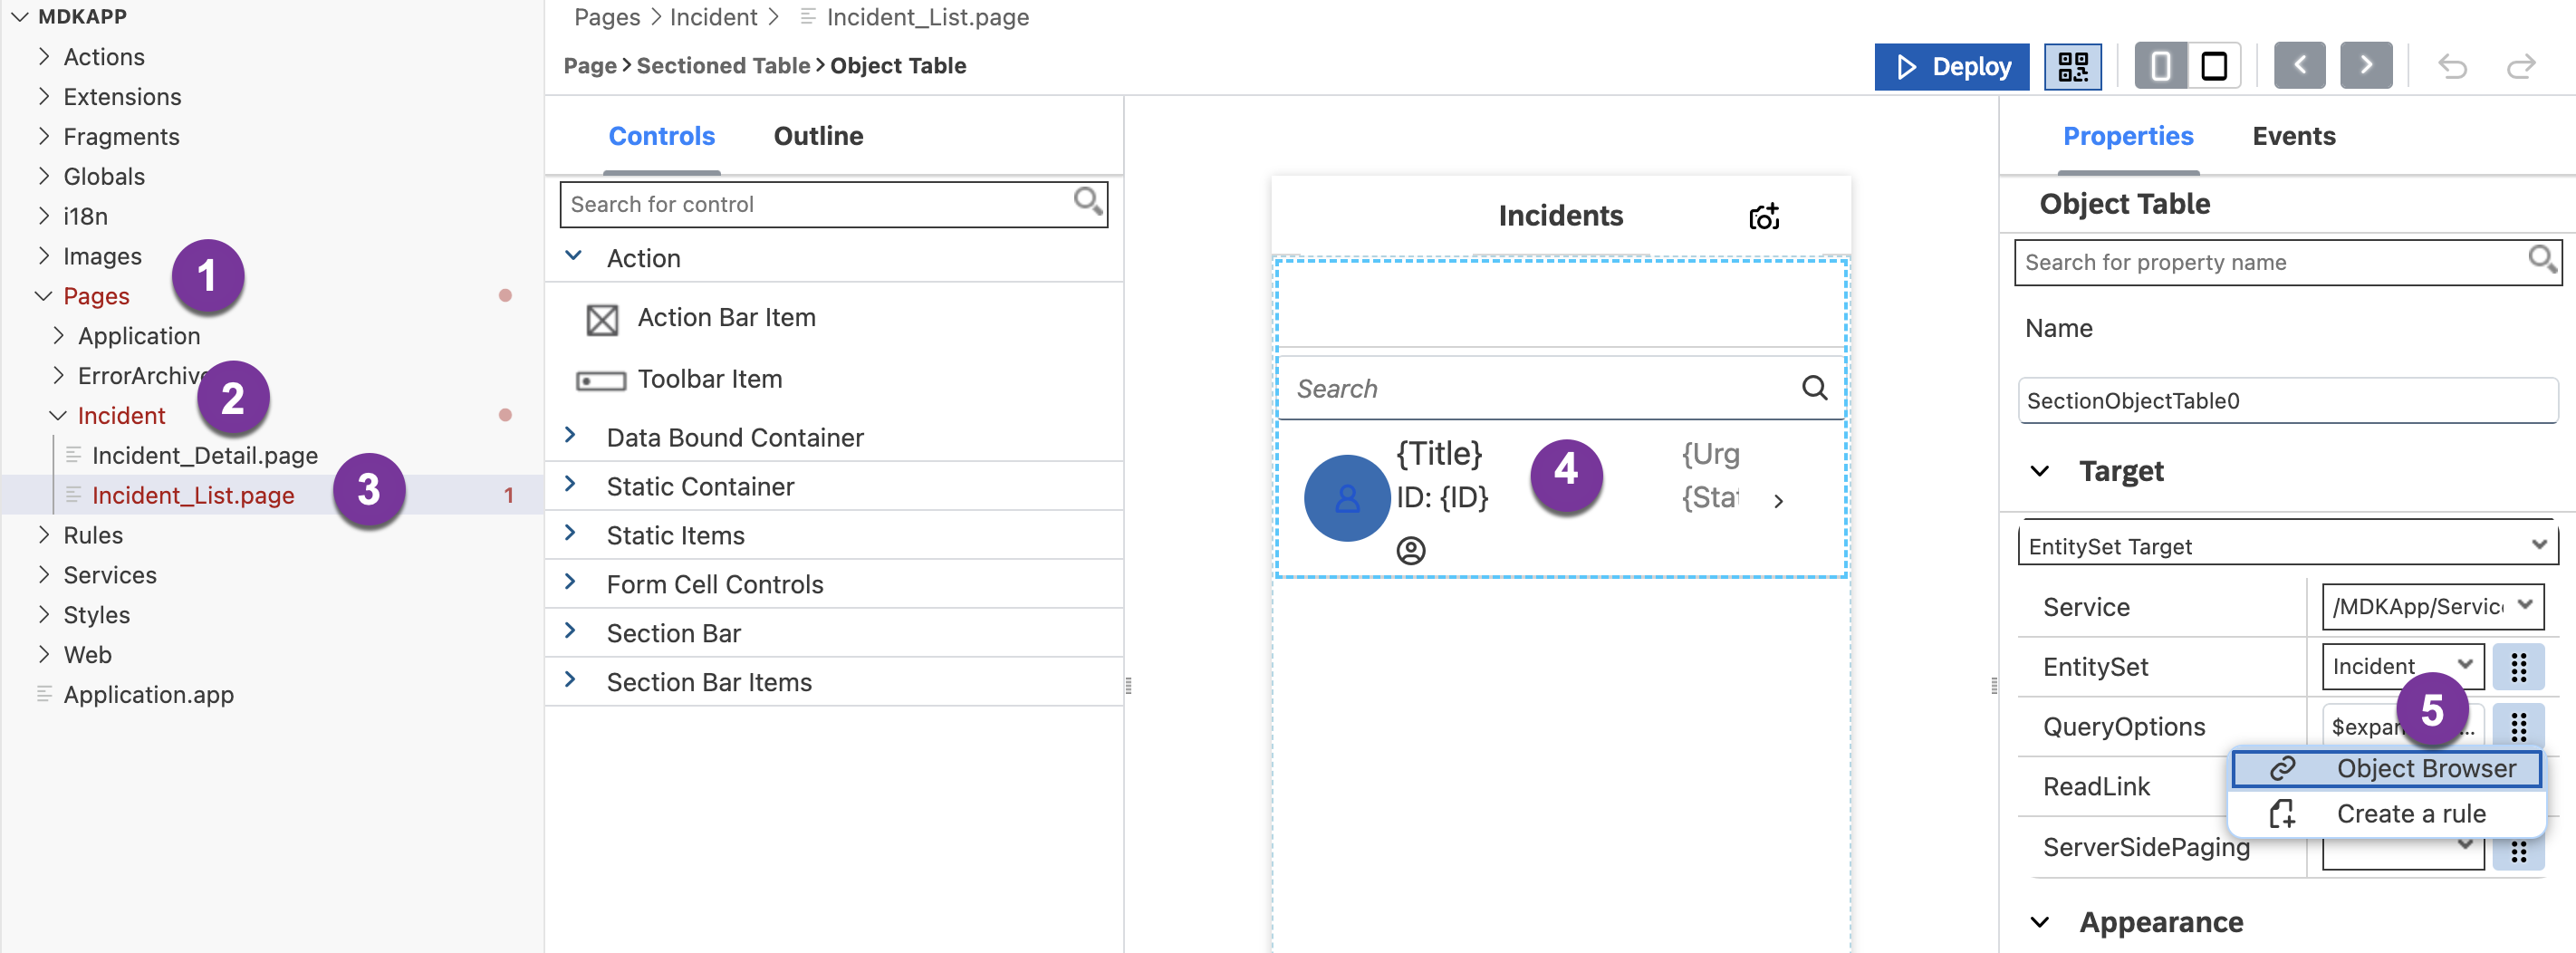 MDKAPP
Actions
Extensions
Fragments
Globals
i18n
Images
1
Pages
Application
ErrorArchive
2
Incident
Incident_Detail.page
Incident_List.page
3
1
Rules
Services
Styles
Web
Application.app
Pages > Incident > Incident_List.page
Page > Sectioned Table > Object Table
Deploy
Controls
Outline
Search for control
Action
Action Bar Item
Toolbar Item
Data Bound Container
Static Container
Static Items
Form Cell Controls
Section Bar
Section Bar Items
Incidents
Search
{Title}
{Urg
4
ID: {ID}
{Stat
Properties
Events
Object Table
Search for property name
Name
SectionObjectTable0
Target
EntitySet Target
Service
/MDKApp/Servic
EntitySet
Incident
QueryOptions
$expan
...
5
Object Browser
ReadLink
Create a rule
ServerSidePaging
Appearance